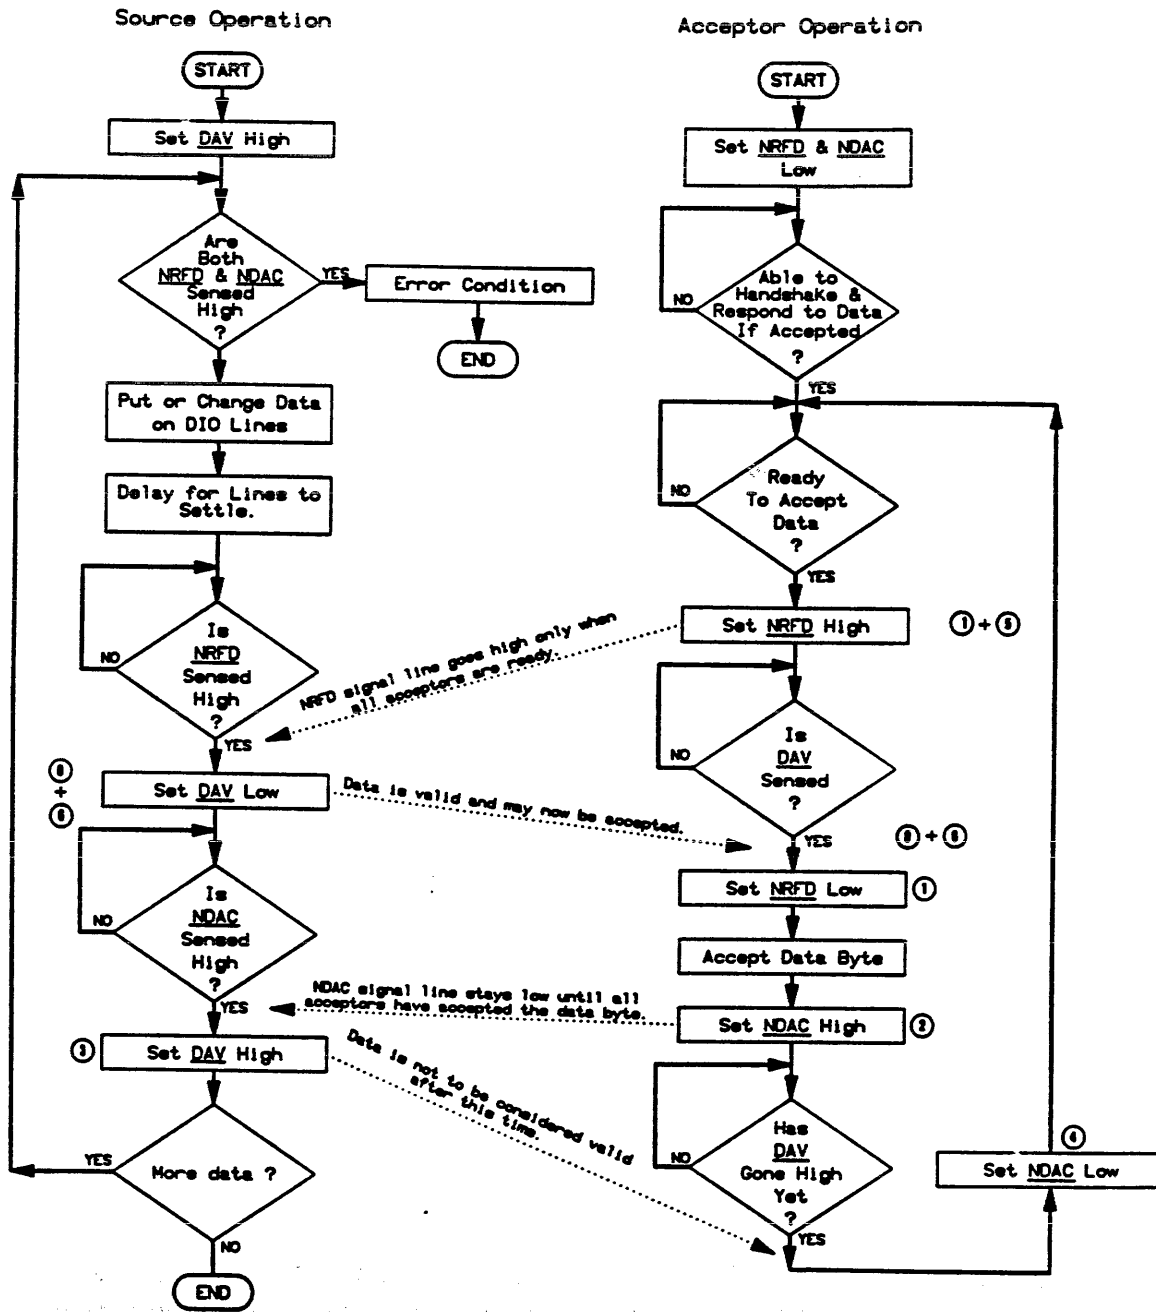 Source Operation
START
Set DAV High
Are
Both
NRFD & NDAC
Sensed
High
?
YES
Error Condition
END
Put or Change Data
on DIO Lines
Delay for Lines to
Settle.
Is
NRFD
Sensed
High
?
NO
YES
Set DAV Low
Is
NDAC
Sensed
High
?
NO
YES
③
Set DAV High
More data ?
YES
NO
END
NRFD signal line goes high only when
all acceptors are ready
Data is valid and may now be accepted.
NDAC signal line stays low until all
acceptors have accepted the data byte.
Data is not to be considered valid
after this time.
Acceptor Operation
START
Set NRFD & NDAC
Low
Able to
Handshake &
Respond to Data
If Accepted
?
NO
YES
Ready
To Accept
Data
?
NO
YES
Set NRFD High
① + ⑤
Is
DAV
Sensed
?
NO
YES
Set NRFD Low
①
Accept Data Byte
Set NDAC High
②
Has
DAV
Gone High
Yet
?
NO
YES
④
Set NDAC Low